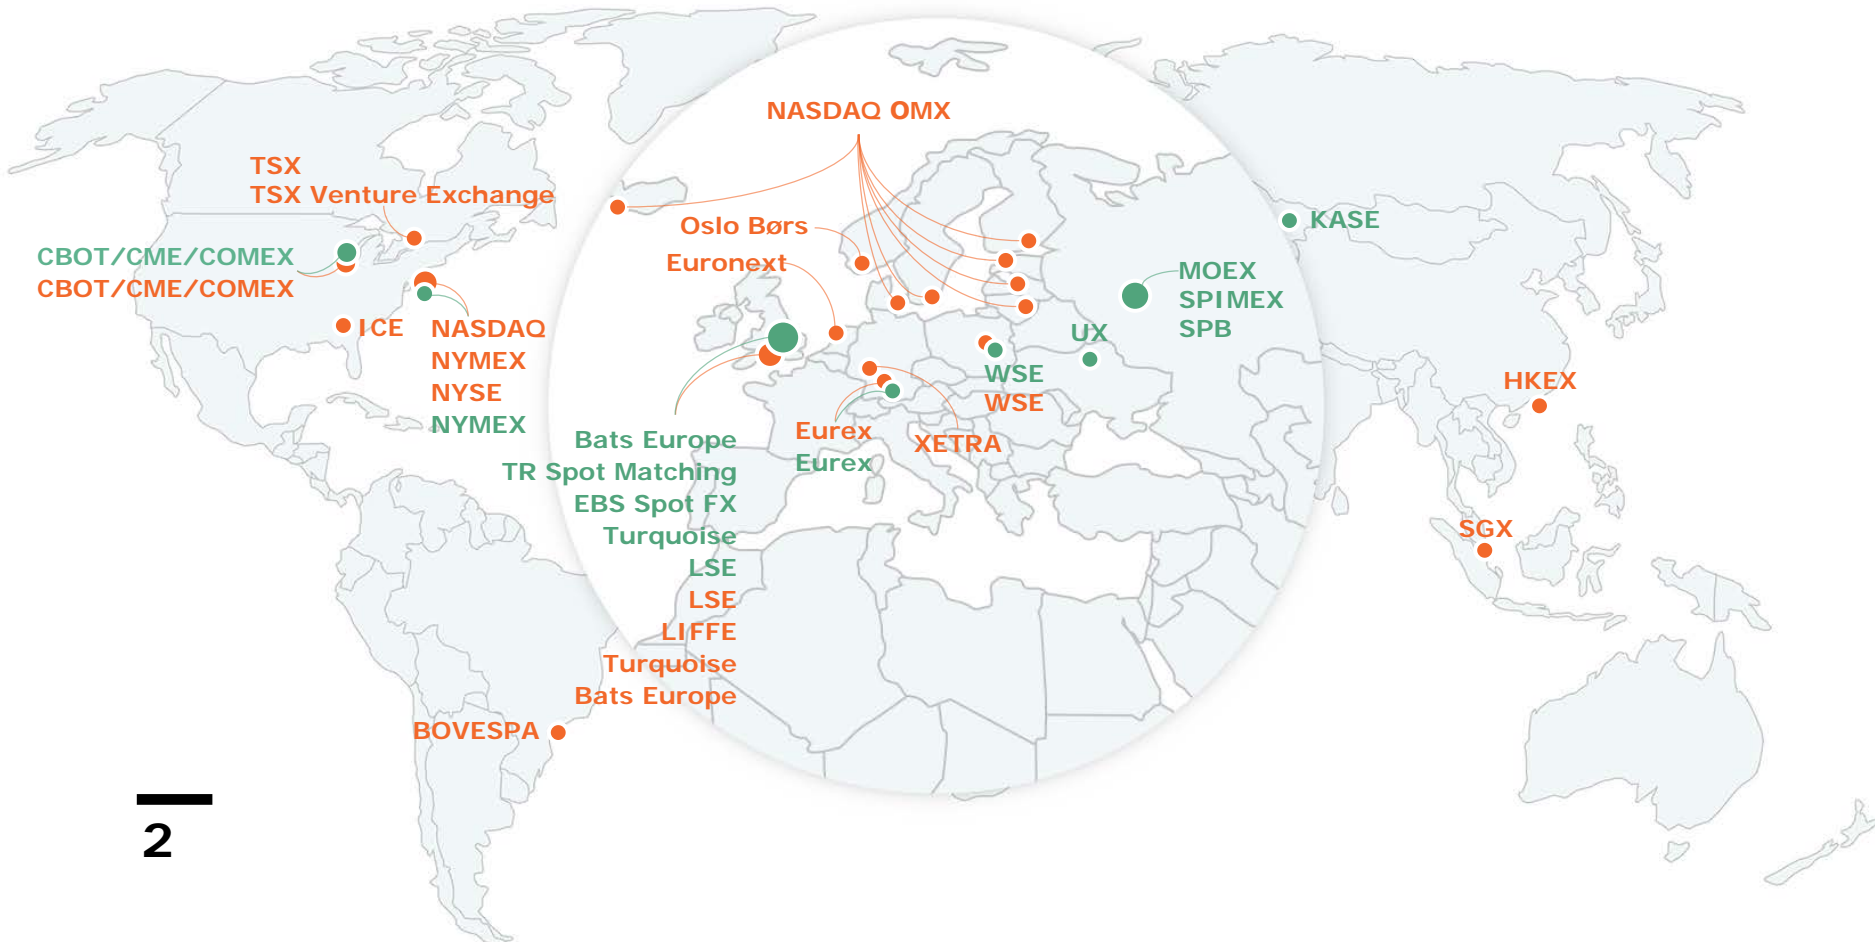 NASDAQ OMX
TSX
TSX Venture Exchange
Oslo Børs
Euronext
KASE
CBOT/CME/COMEX
CBOT/CME/COMEX
MOEX
SPIMEX
SPB
ICE
NASDAQ
NYMEX
NYSE
NYMEX
UX
WSE
WSE
HKEX
Bats Europe
TR Spot Matching
EBS Spot FX
Turquoise
LSE
LSE
LIFFE
Turquoise
Bats Europe
Eurex
Eurex
XETRA
SGX
BOVESPA
2